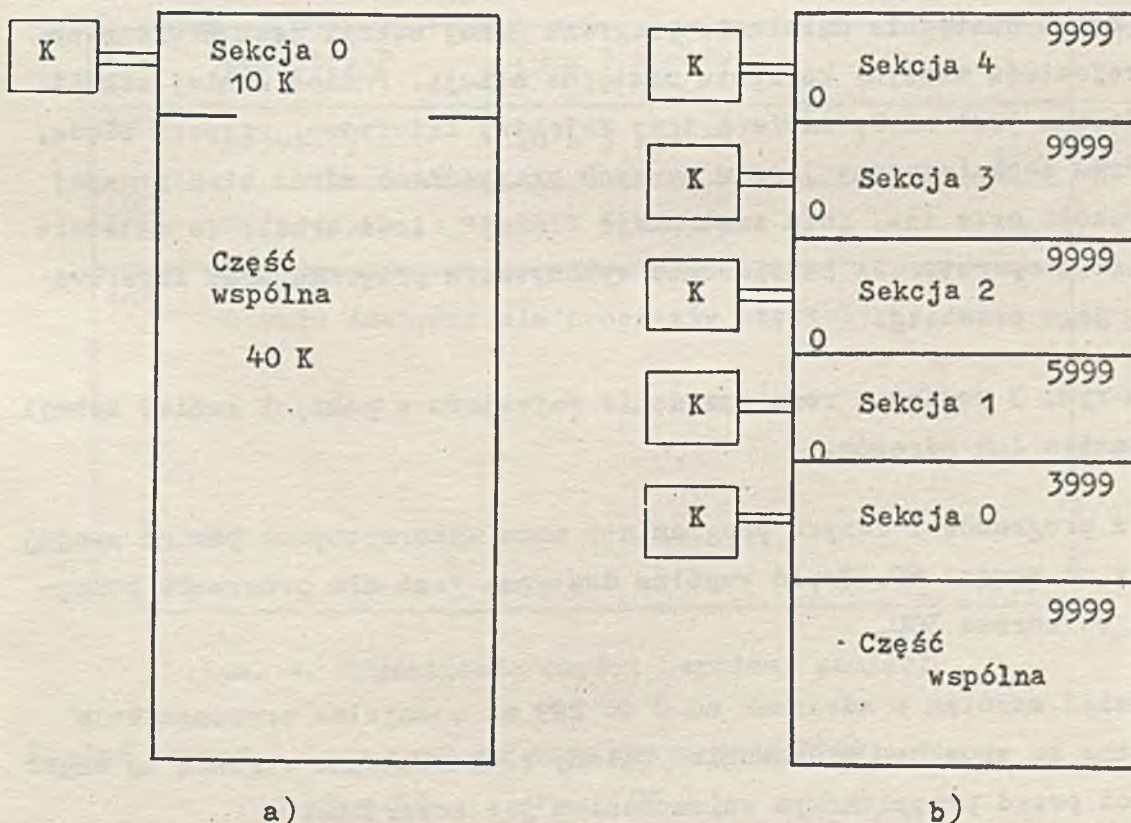 K
Sekcja 0
10 K
Część
wspólna
40 K
a)
9999
K
Sekcja 4
0
9999
K
Sekcja 3
0
9999
K
Sekcja 2
0
5999
K
Sekcja 1
0
3999
K
Sekcja 0
9999
Część
wspólna
b)